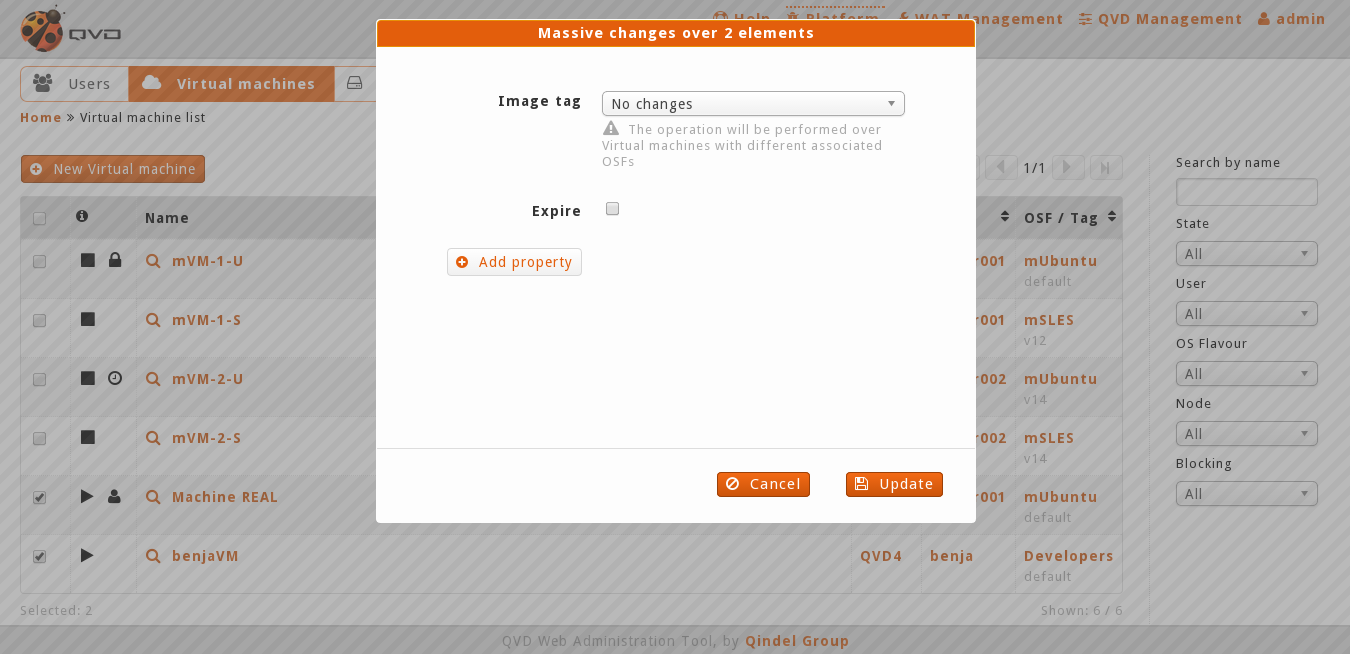 QVD
Help
Platform
WAT Management
QVD Management
admin
Users
Virtual machines
Home » Virtual machine list
New Virtual machine
1/1
Name
OSF / Tag
mVM-1-U
r001
mUbuntu
default
mVM-1-S
r001
mSLES
v12
mVM-2-U
r002
mUbuntu
v14
mVM-2-S
r002
mSLES
v14
Machine REAL
r001
mUbuntu
default
benjaVM
QVD4
benja
Developers
default
Selected: 2
Shown: 6 / 6
Search by name
State
All
User
All
OS Flavour
All
Node
All
Blocking
All
Massive changes over 2 elements
Image tag
No changes
The operation will be performed over
Virtual machines with different associated
OSFs
Expire
Add property
Cancel
Update
QVD Web Administration Tool, by Qindel Group